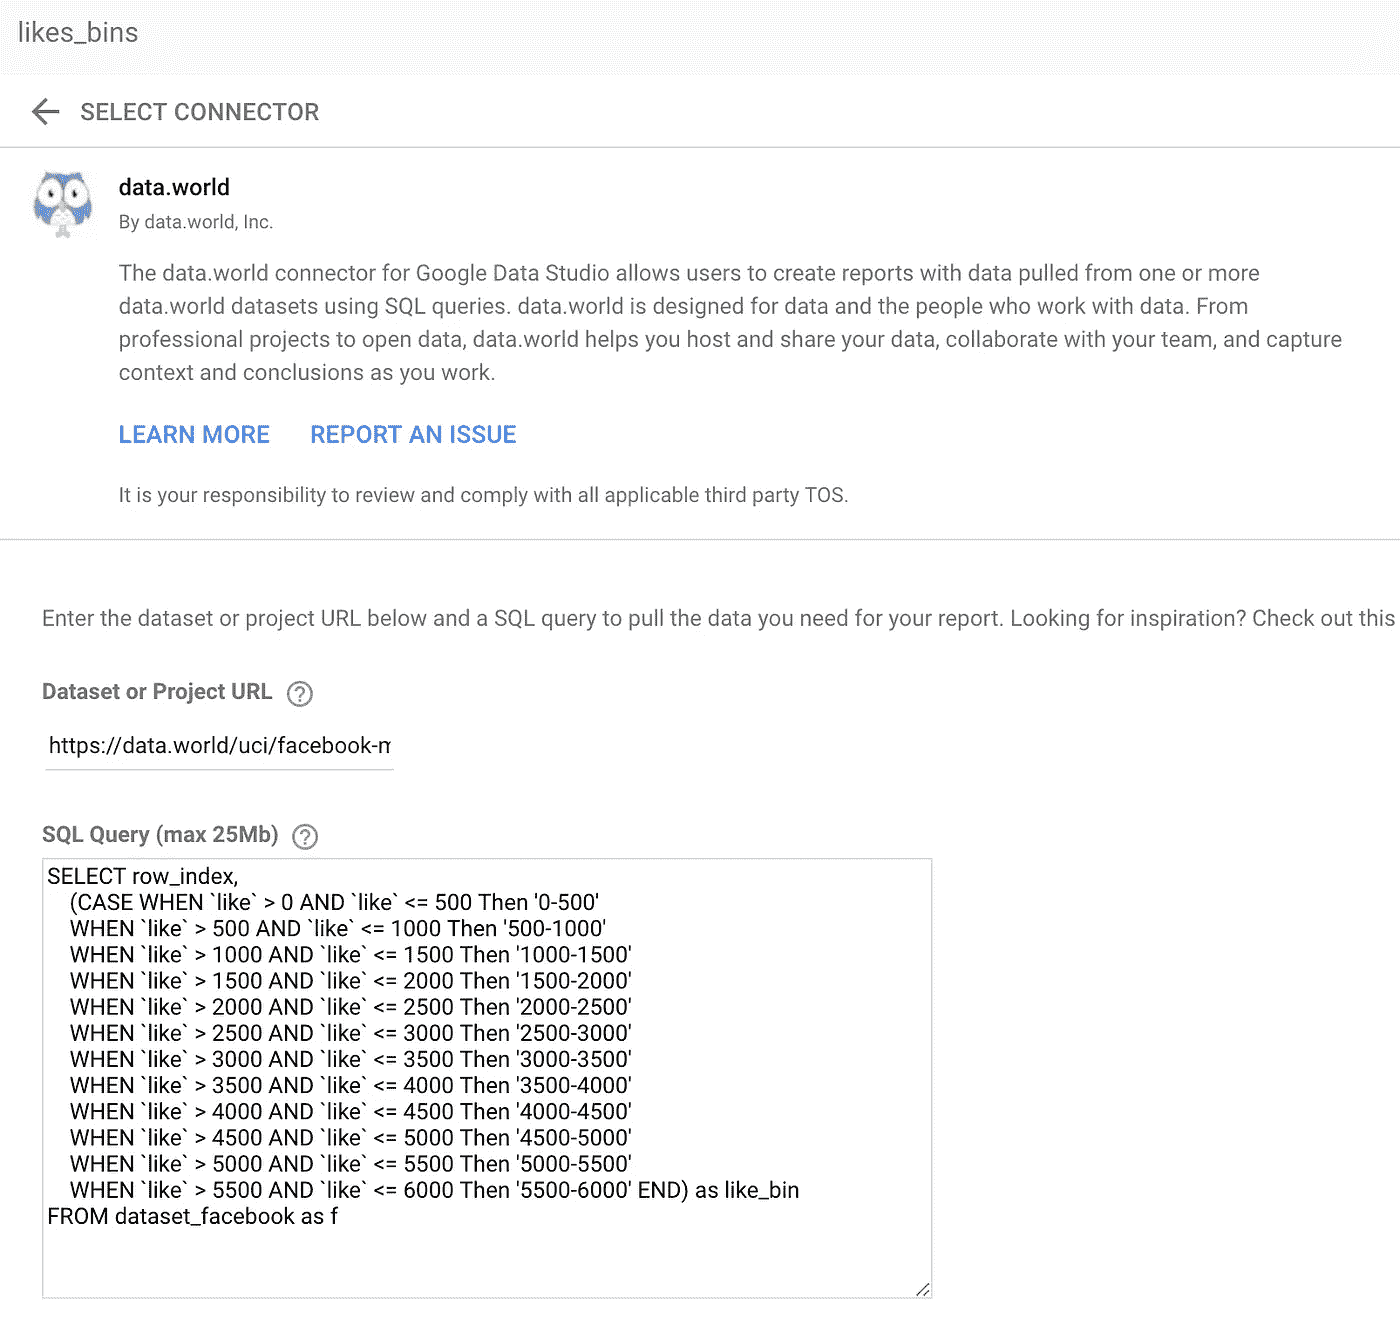 likes_bins
SELECT CONNECTOR
data.world
By data.world, Inc.
The data.world connector for Google Data Studio allows users to create reports with data pulled from one or more
data.world datasets using SQL queries. data.world is designed for data and the people who work with data. From
professional projects to open data, data.world helps you host and share your data, collaborate with your team, and capture
context and conclusions as you work.
LEARN MORE REPORT AN ISSUE
It is your responsibility to review and comply with all applicable third party TOS.
Enter the dataset or project URL below and a SQL query to pull the data you need for your report. Looking for inspiration? Check out this
Dataset or Project URL ?
https://data.world/uci/facebook-m
SQL Query (max 25Mb) ?
SELECT row_index,
(CASE WHEN `like` > 0 AND `like` <= 500 Then '0-500'
WHEN `like` > 500 AND `like` <= 1000 Then '500-1000'
WHEN `like` > 1000 AND `like` <= 1500 Then '1000-1500'
WHEN `like` > 1500 AND `like` <= 2000 Then '1500-2000'
WHEN `like` > 2000 AND `like` <= 2500 Then '2000-2500'
WHEN `like` > 2500 AND `like` <= 3000 Then '2500-3000'
WHEN `like` > 3000 AND `like` <= 3500 Then '3000-3500'
WHEN `like` > 3500 AND `like` <= 4000 Then '3500-4000'
WHEN `like` > 4000 AND `like` <= 4500 Then '4000-4500'
WHEN `like` > 4500 AND `like` <= 5000 Then '4500-5000'
WHEN `like` > 5000 AND `like` <= 5500 Then '5000-5500'
WHEN `like` > 5500 AND `like` <= 6000 Then '5500-6000' END) as like_bin
FROM dataset_facebook as f